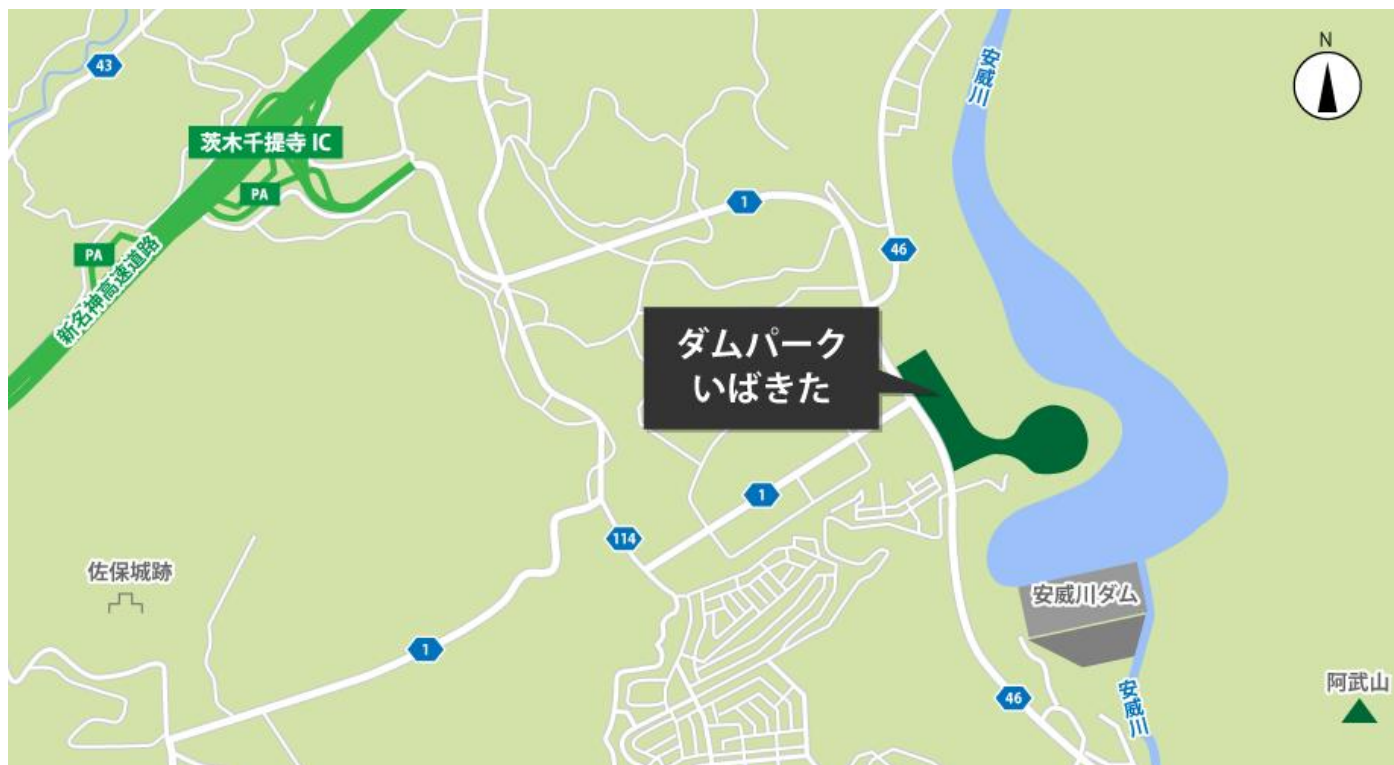 N
安威川
43
茨木千提寺 IC
PA
1
46
PA
新名神高速道路
ダムパーク
いばきた
1
114
佐保城跡
安威川ダム
1
46
安威川
阿武山